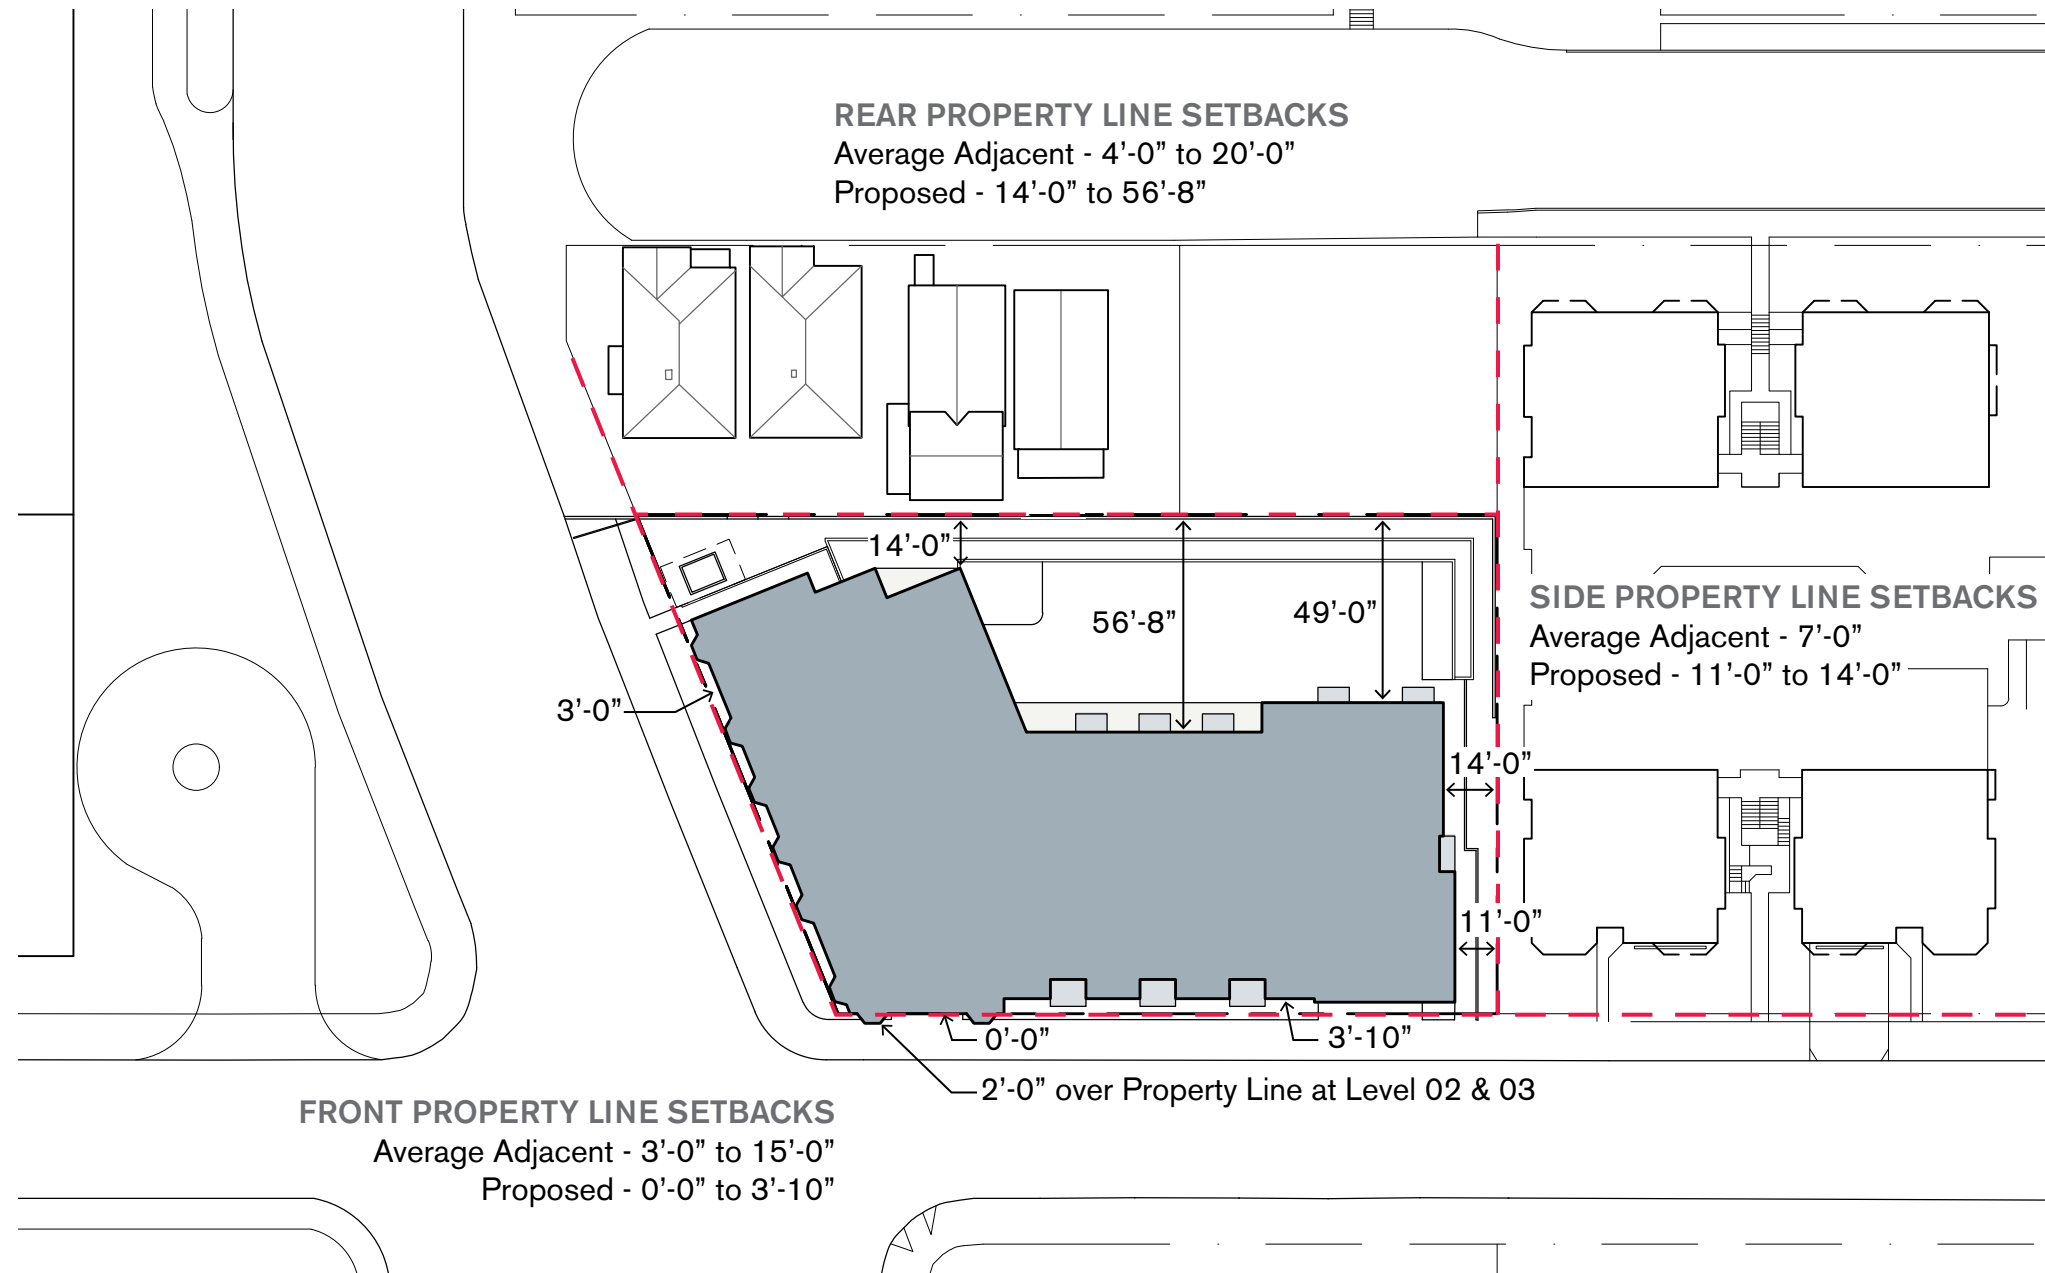 REAR PROPERTY LINE SETBACKS
Average Adjacent - 4’-0” to 20’-0”
Proposed - 14’-0” to 56’-8”
14’-0”
56’-8”
49’-0”
SIDE PROPERTY LINE SETBACKS
Average Adjacent - 7’-0”
Proposed - 11’-0” to 14’-0”
3’-0”
14’-0”
11’-0”
0’-0”
3’-10”
2’-0” over Property Line at Level 02 & 03
FRONT PROPERTY LINE SETBACKS
Average Adjacent - 3’-0” to 15’-0”
Proposed - 0’-0” to 3’-10”